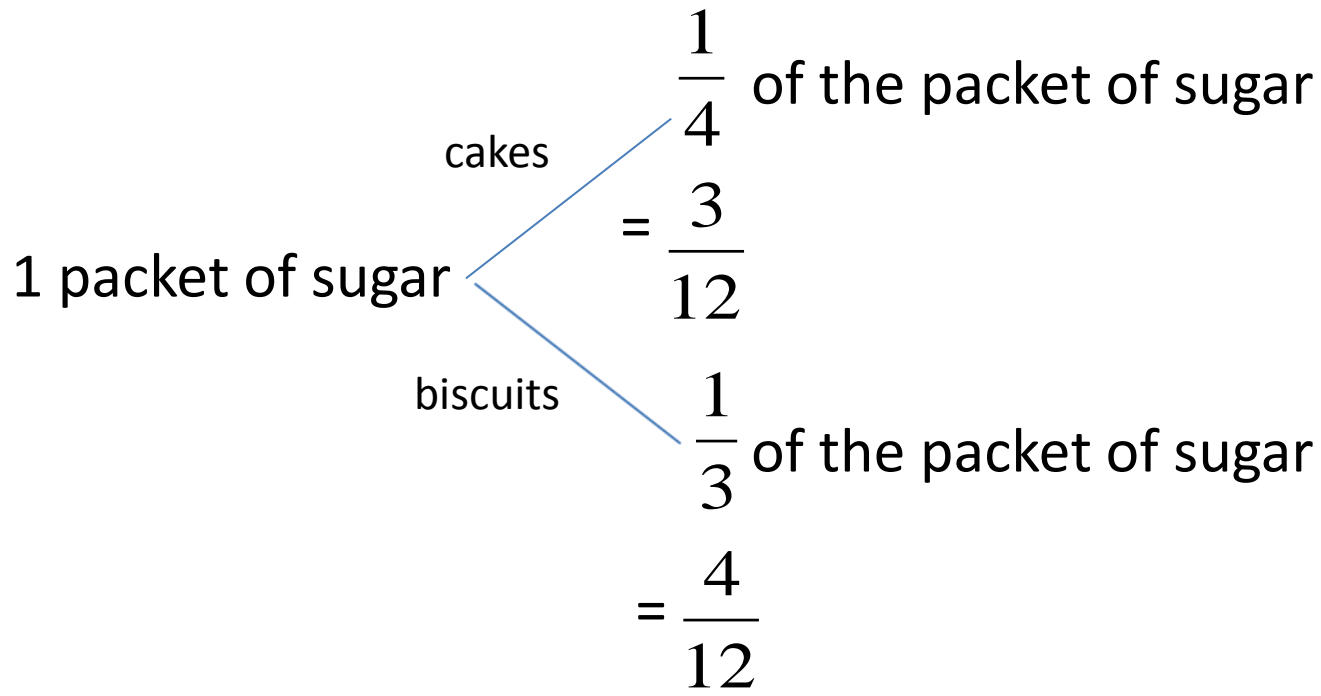 1/4 of the packet of sugar
cakes
= 3/12
1 packet of sugar
biscuits
1/3 of the packet of sugar
= 4/12